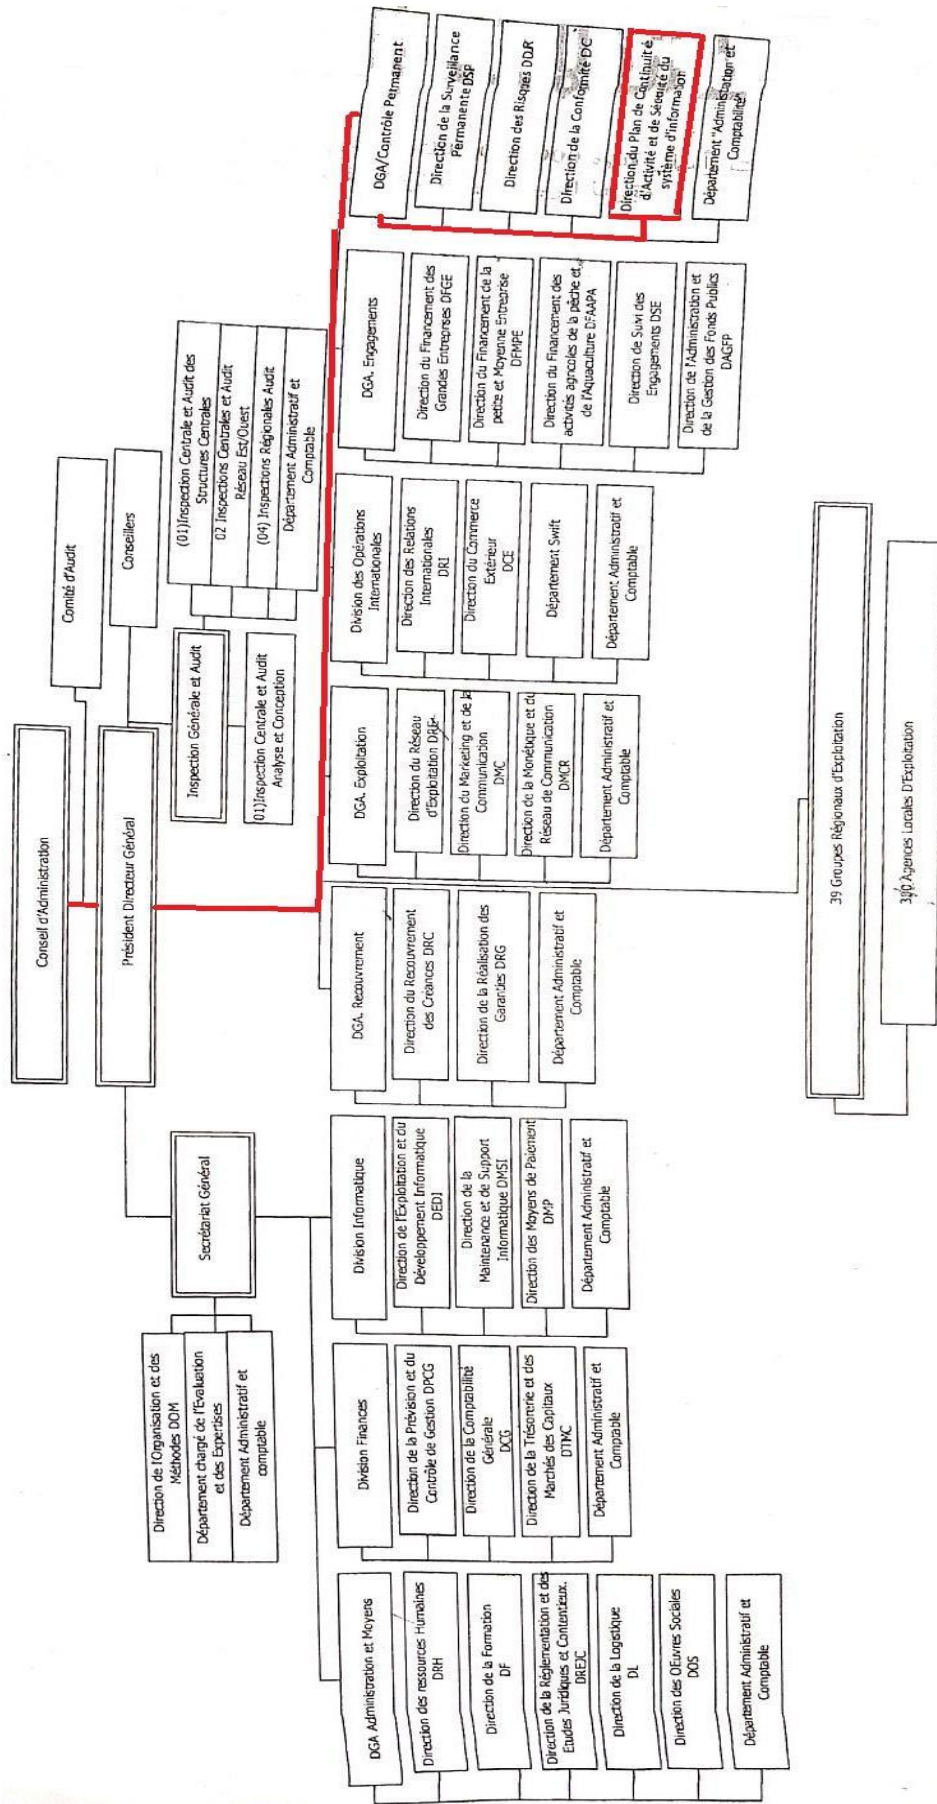 Conseil d'Administration
Comité d'Audit
Président Directeur Général
Conseillers
Secrétariat Général
Direction de l'Organisation et des
Méthodes DOM
Département chargé de l'Evaluation
et des Expertises
Département Administratif et
comptable
Inspection Générale et Audit
(01)Inspection Centrale et Audit des
Structures Centrales
02 Inspections Centrales et Audit
Réseau Est/Ouest
(04) Inspections Régionales Audit
Département Administratif et
Comptable
01)Inspection Centrale et Audit
Analyse et Conception
DGA Administration et Moyens
Direction des ressources Humaines
DRH
Direction de la Formation
DF
Direction de la Réglementation et des
Etudes Juridiques et Contentieux.
DREJC
Direction de la Logistique
DL
Direction des OEuvres Sociales
DOS
Département Administratif et
Comptable
Division Finances
Direction de la Prévision et du
Contrôle de Gestion DPCG
Direction de la Comptabilité
Générale
DCG
Direction de la Trésorerie et des
Marchés des Capitaux
DTMC
Département Administratif et
Comptable
Division Informatique
Direction de l'Exploitation et du
Développement Informatique
DEDI
Direction de la
Maintenance et de Support
Informatique DMSI
Direction des Moyens de Paiement
DMP
Département Administratif et
Comptable
DGA. Recouvrement
Direction du Recouvrement
des Créances DRC
Direction de la Réalisation des
Garanties DRG
Département Administratif et
Comptable
DGA. Exploitation
Direction du Réseau
d'Exploitation DRE
Direction du Marketing et de la
Communication
DMC
Direction de la Monétique et du
Réseau de Communication
DMCR
Département Administratif et
Comptable
Division des Opérations
Internationales
Direction des Relations
Internationales
DRI
Direction du Commerce
Extérieur
DCE
Département Swift
Département Administratif et
Comptable
DGA. Engagements
Direction du Financement des
Grandes Entreprises DFGE
Direction du Financement de la
petite et Moyenne Entreprise
DFMPE
Direction du Financement des
activités agricoles de la pêche et
de l'Aquaculture DFAAPA
Direction de Suivi des
Engagements DSE
Direction de l'Administration et
de la Gestion des Fonds Publics
DAGFP
DGA/Contrôle Permanent
Direction de la Surveillance
Permanente DSP
Direction des Risques DDR
Direction de la Conformité DC
Direction du Plan de Continuité
d'Activité et de Sécurité du
système d'information
Département "Administration et
Comptabilité"
39 Groupes Régionaux d'Exploitation
Agences Locales D'Exploitation